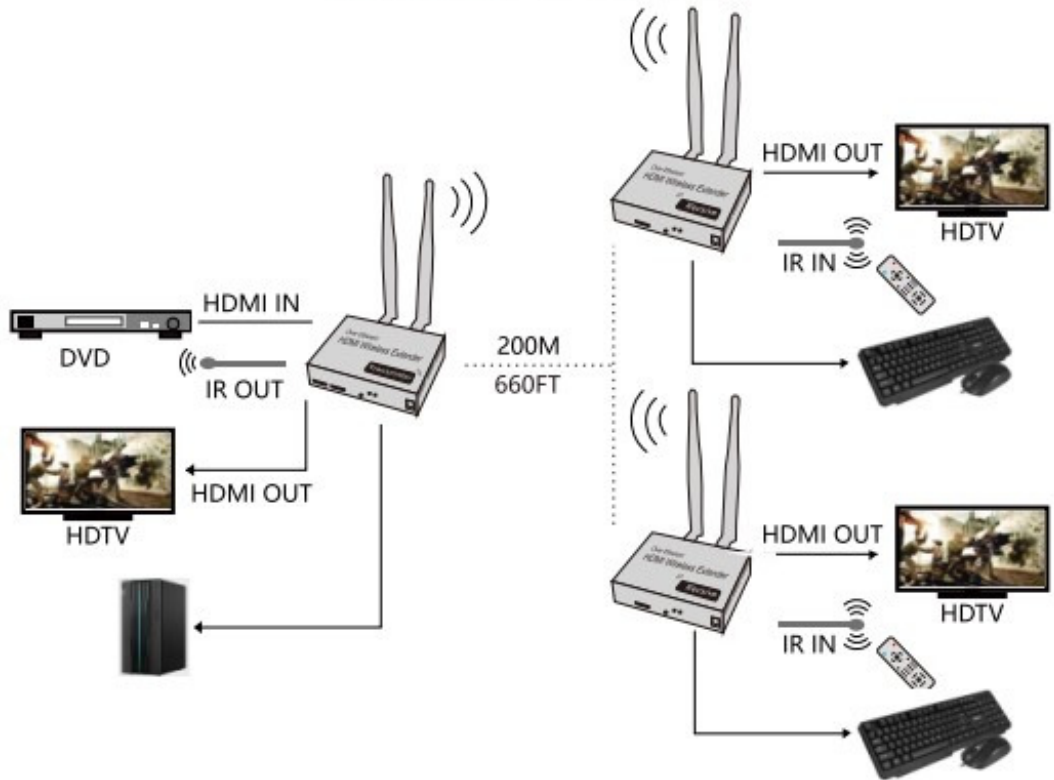 HDMI IN
DVD
IR OUT
HDMI OUT
HDTV
HDMI Wireless Extender
200M
660FT
HDMI Wireless Extender
HDMI OUT
HDTV
IR IN
HDMI Wireless Extender
HDMI OUT
HDTV
IR IN